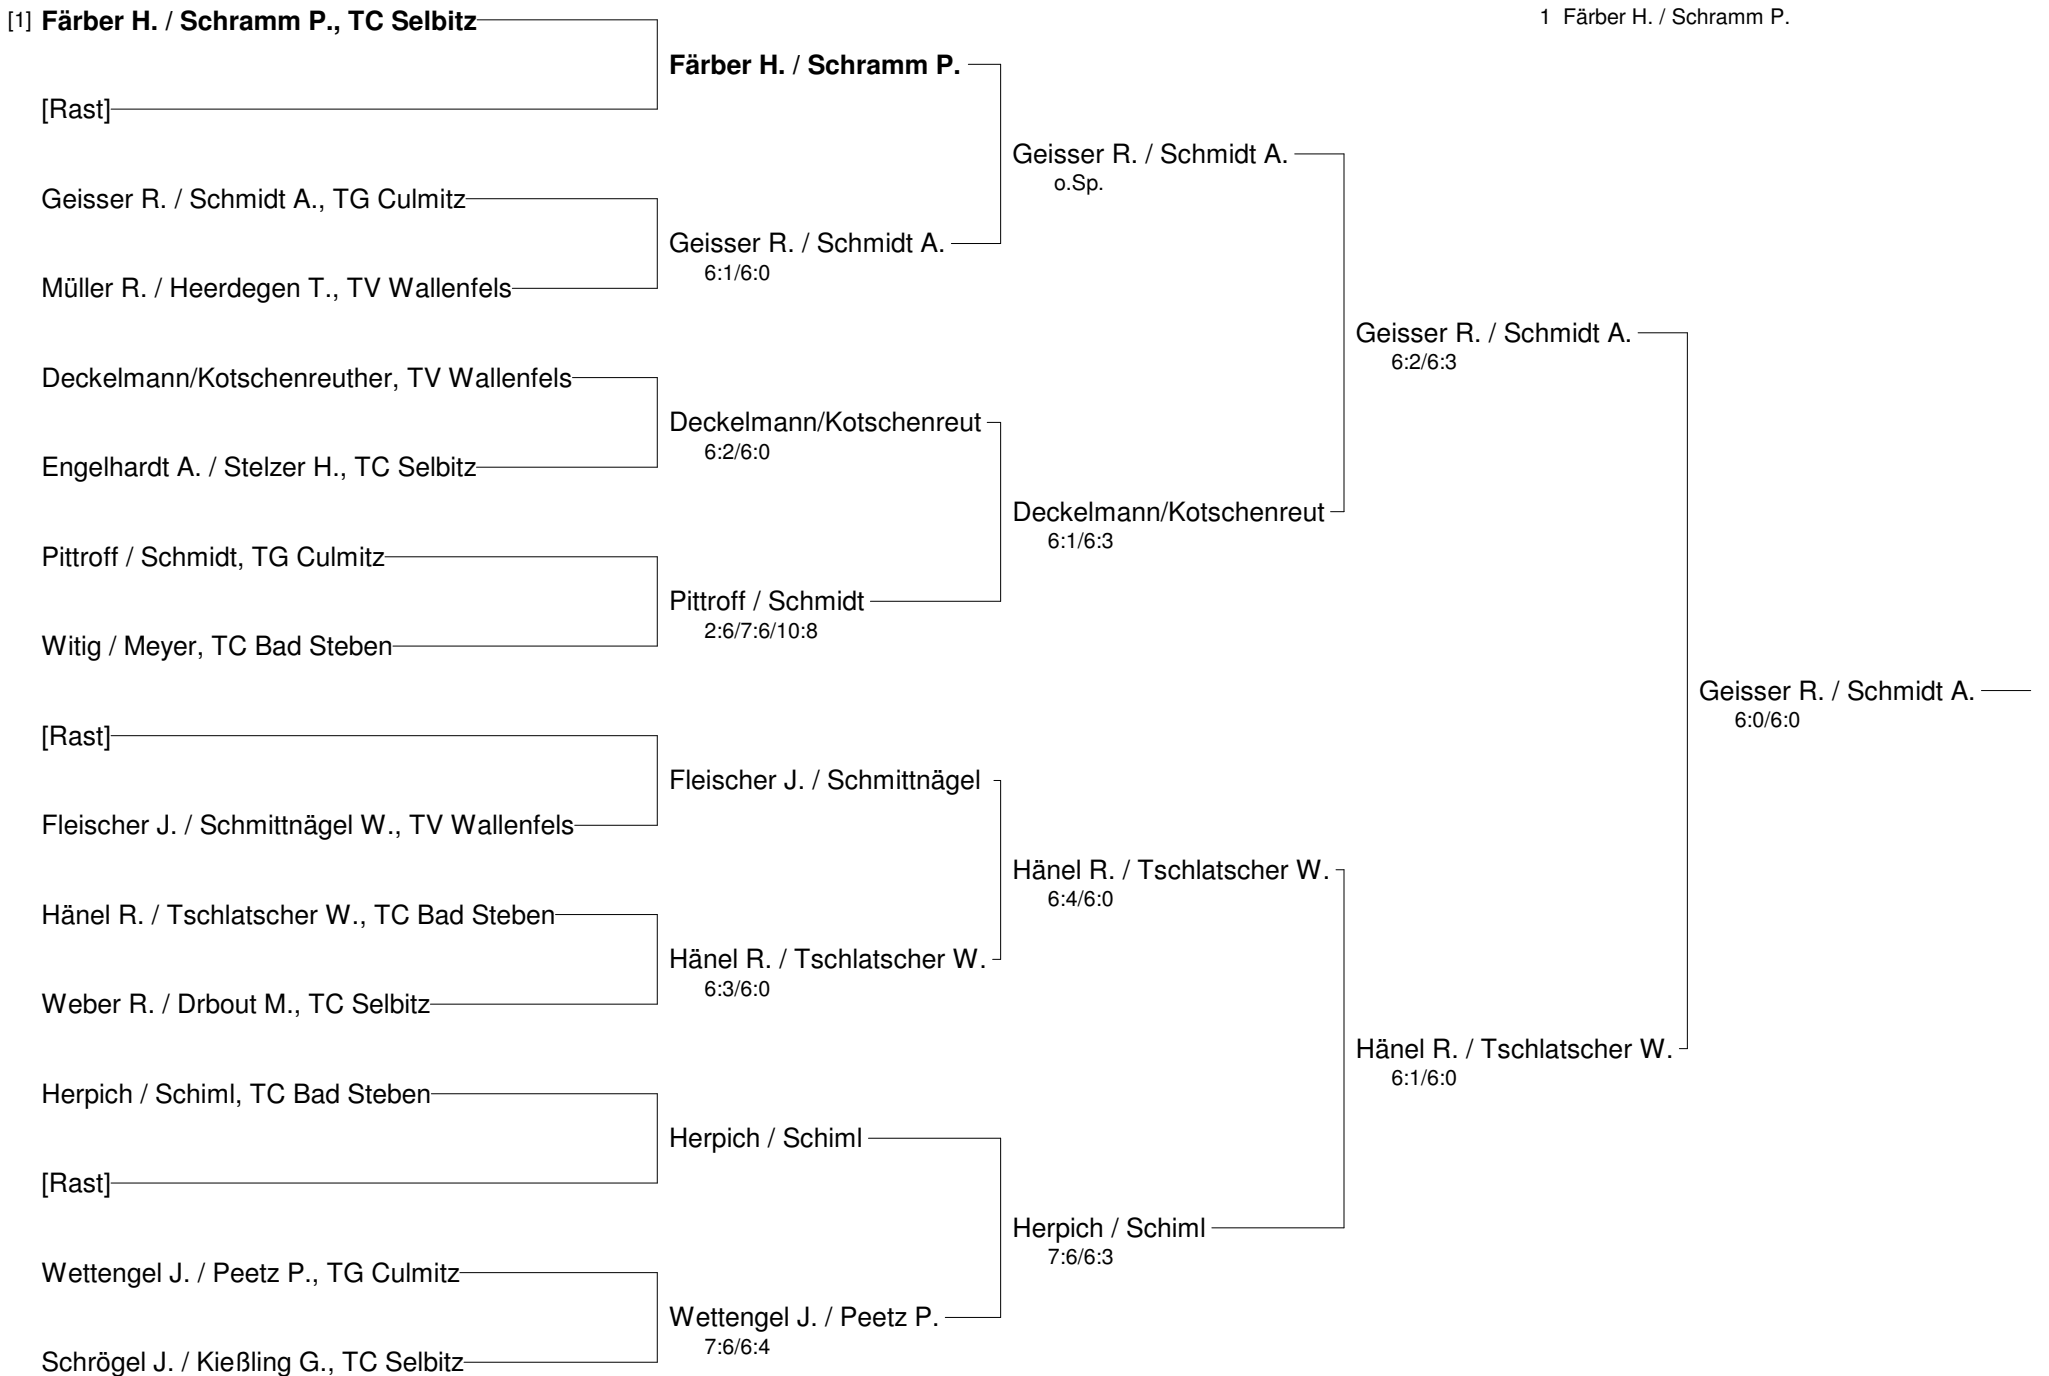 [1] Färber H. / Schramm P., TC Selbitz
1 Färber H. / Schramm P.
Färber H. / Schramm P.
[Rast]
Geisser R. / Schmidt A.
o.Sp.
Geisser R. / Schmidt A., TG Culmitz
Geisser R. / Schmidt A.
6:1/6:0
Müller R. / Heerdegen T., TV Wallenfels
Geisser R. / Schmidt A.
6:2/6:3
Deckelmann/Kotschenreuther, TV Wallenfels
Deckelmann/Kotschenreut
6:2/6:0
Engelhardt A. / Stelzer H., TC Selbitz
Deckelmann/Kotschenreut
6:1/6:3
Pittroff / Schmidt, TG Culmitz
Pittroff / Schmidt
2:6/7:6/10:8
Witig / Meyer, TC Bad Steben
Geisser R. / Schmidt A.
6:0/6:0
[Rast]
Fleischer J. / Schmittnägel
Fleischer J. / Schmittnägel W., TV Wallenfels
Hänel R. / Tschlatscher W.
6:4/6:0
Hänel R. / Tschlatscher W., TC Bad Steben
Hänel R. / Tschlatscher W.
6:3/6:0
Weber R. / Drbout M., TC Selbitz
Hänel R. / Tschlatscher W.
6:1/6:0
Herpich / Schiml, TC Bad Steben
Herpich / Schiml
[Rast]
Herpich / Schiml
7:6/6:3
Wettengel J. / Peetz P., TG Culmitz
Wettengel J. / Peetz P.
7:6/6:4
Schrögel J. / Kießling G., TC Selbitz